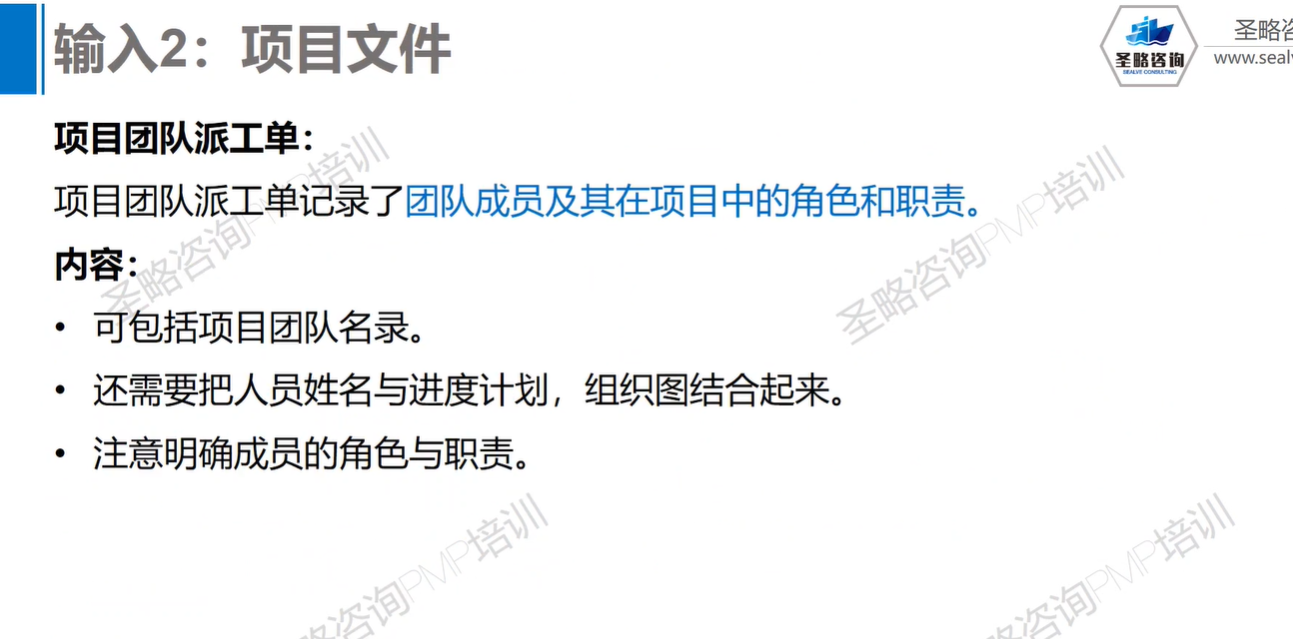 输入2：项目文件
圣略咨询
SEALVE CONSULTING
圣略咨
www.seal
项目团队派工单：
项目团队派工单记录了团队成员及其在项目中的角色和职责。
内容：
• 可包括项目团队名录。
• 还需要把人员姓名与进度计划，组织图结合起来。
• 注意明确成员的角色与职责。
圣略咨询PMP培训
圣略咨询PMP培训
咨询PMP培训
咨询PMP培训